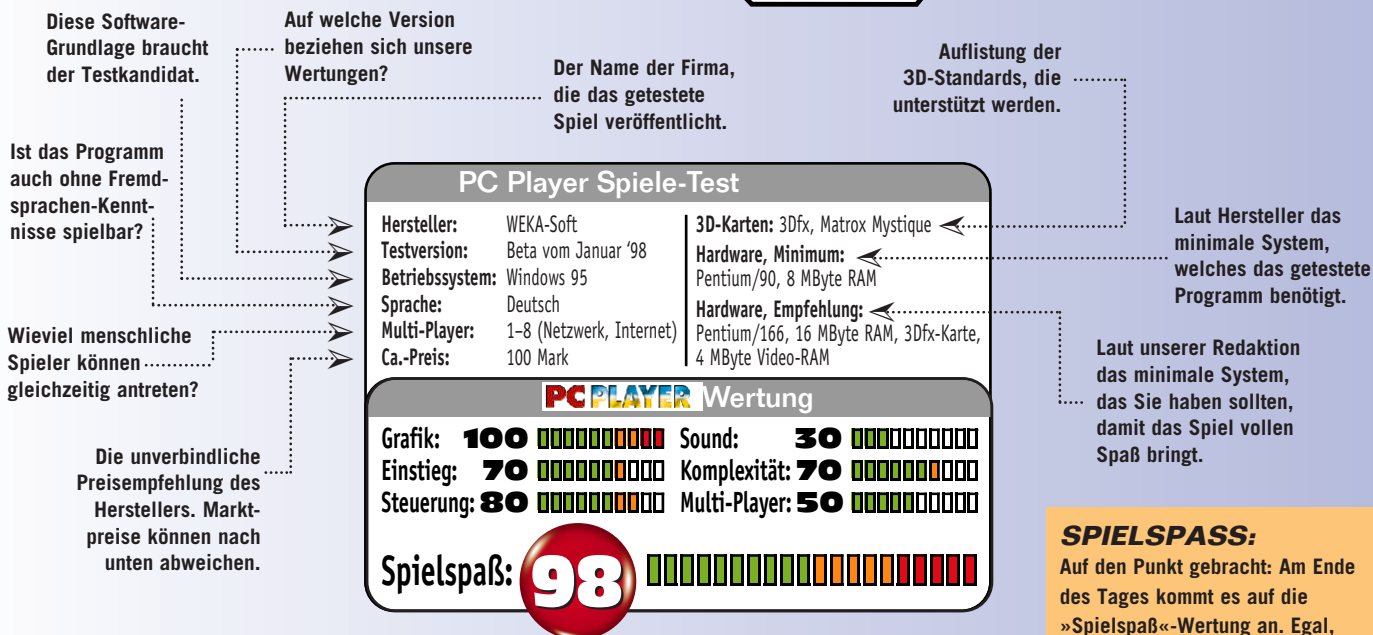 Diese Software-
Grundlage braucht
der Testkandidat.
Auf welche Version
beziehen sich unsere
Wertungen?
Der Name der Firma,
die das getestete
Spiel veröffentlicht.
Auflistung der
3D-Standards, die
unterstützt werden.
Ist das Programm
auch ohne Fremd-
sprachen-Kennt-
nisse spielbar?
Wieviel menschliche
Spieler können
gleichzeitig antreten?
Die unverbindliche
Preisempfehlung des
Herstellers. Markt-
preise können nach
unten abweichen.
PC Player Spiele-Test
Hersteller: WEKA-Soft
Testversion: Beta vom Januar ‘98
Betriebssystem: Windows 95
Sprache: Deutsch
Multi-Player: 1–8 (Netzwerk, Internet)
Ca.-Preis: 100 Mark
3D-Karten: 3Dfx, Matrox Mystique
Hardware, Minimum:
Pentium/90, 8 MByte RAM
Hardware, Empfehlung:
Pentium/166, 16 MByte RAM, 3Dfx-Karte,
4 MByte Video-RAM
PC PLAYER Wertung
Grafik: 100 Sound: 30
Einstieg: 70 Komplexität: 70
Steuerung: 80 Multi-Player: 50
Spielspaß: 98
Laut Hersteller das
minimale System,
welches das getestete
Programm benötigt.
Laut unserer Redaktion
das minimale System,
das Sie haben sollten,
damit das Spiel vollen
Spaß bringt.
SPIELSPASS:
Auf den Punkt gebracht: Am Ende
des Tages kommt es auf die
»Spielspaß«-Wertung an. Egal,